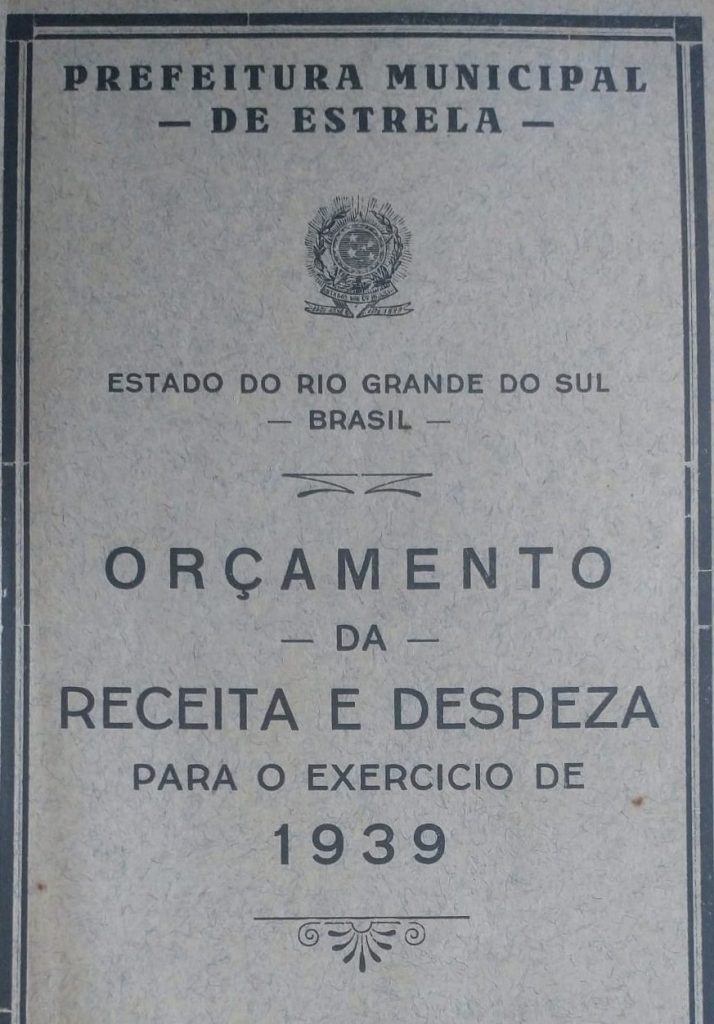 PREFEITURA MUNICIPAL
— DE ESTRELA —
ESTADO DO RIO GRANDE DO SUL
— BRASIL —
ORÇAMENTO
— DA —
RECEITA E DESPEZA
PARA O EXERCICIO DE
1939